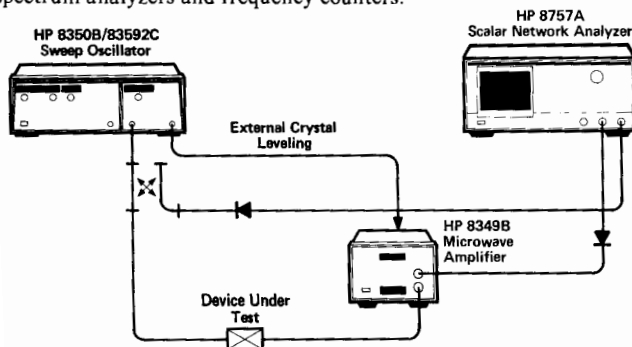 spectrum analyzers and frequency counters.
HP 8350B/83592C
Sweep Oscillator
HP 8757A
Scalar Network Analyzer
External Crystal
Leveling
HP 8349B
Microwave
Amplifier
Device Under
Test